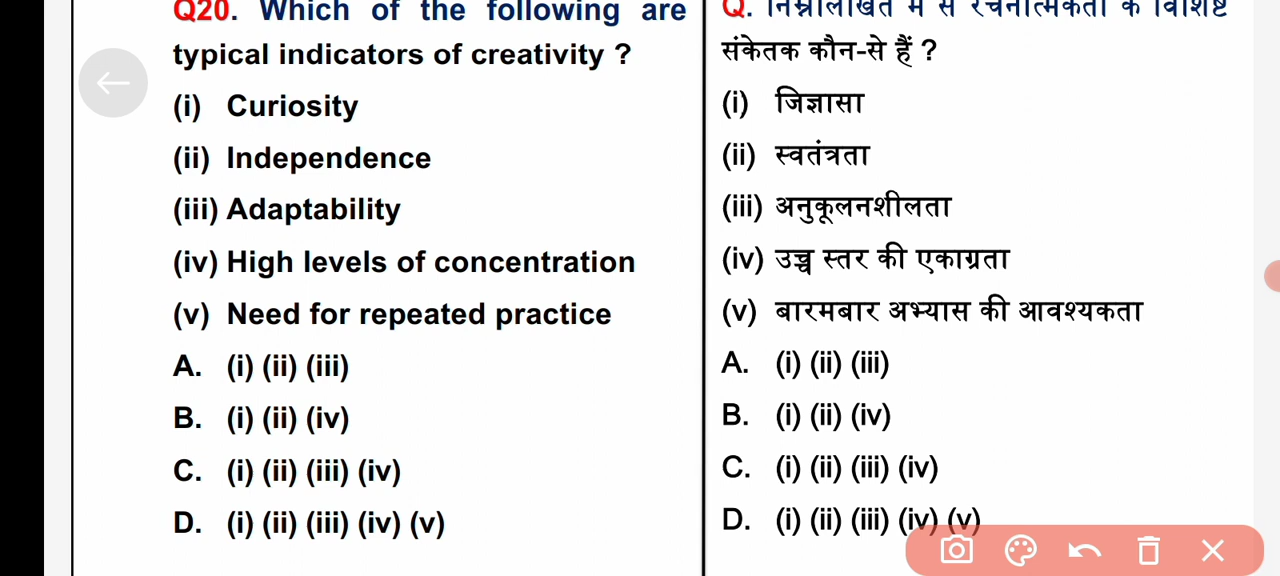 Q20. Which of the following are
typical indicators of creativity ?
(i) Curiosity
(ii) Independence
(iii) Adaptability
(iv) High levels of concentration
(v) Need for repeated practice
A. (i) (ii) (iii)
B. (i) (ii) (iv)
C. (i) (ii) (iii) (iv)
D. (i) (ii) (iii) (iv) (v)
Q. निम्नलिखित में से रचनात्मकता के विशिष्ट
संकेतक कौन-से हैं ?
(i) जिज्ञासा
(ii) स्वतंत्रता
(iii) अनुकूलनशीलता
(iv) उच्च स्तर की एकाग्रता
(v) बारमबार अभ्यास की आवश्यकता
A. (i) (ii) (iii)
B. (i) (ii) (iv)
C. (i) (ii) (iii) (iv)
D. (i) (ii) (iii) (iv) (v)